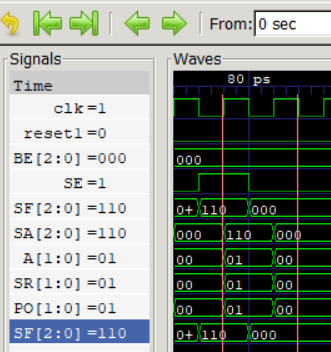 From: 0 sec
Signals Waves
Time 80 ps
clk=1
reset1=0
BE[2:0]=000 000
SE=1
SF[2:0]=110 0+ 110 000
SA[2:0]=110 000 110 000
A[1:0]=01 00 01 00
SR[1:0]=01 00 01 00
PO[1:0]=01 00 01 00
SF[2:0]=110 0+ 110 000